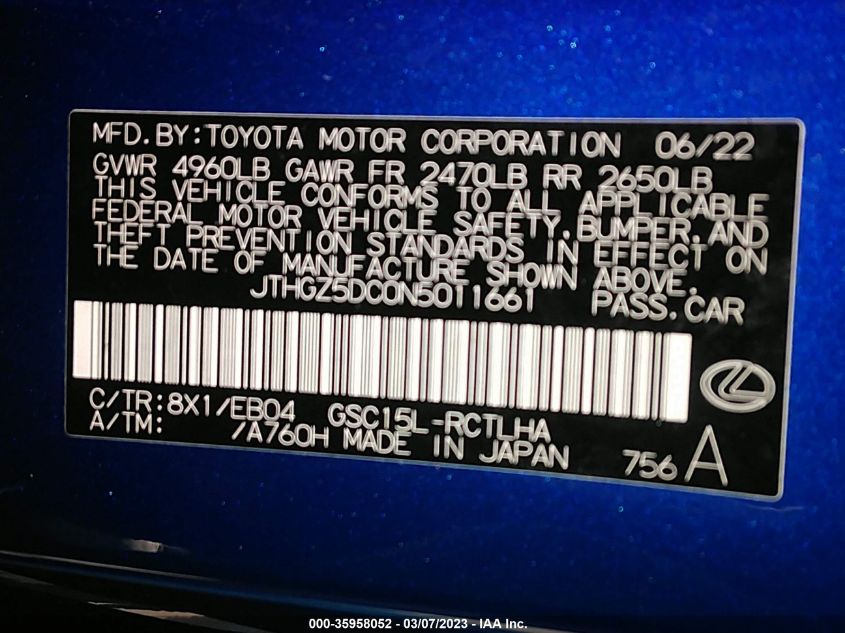 MFD.BY:TOYOTA MOTOR CORPORATION 06/22
GVWR 4960LB GAWR FR 2470LB RR 2650LB
THIS VEHICLE CONFORMS TO ALL APPLICABLE
FEDERAL MOTOR VEHICLE SAFETY,BUMPER,AND
THEFT PREVENTION STANDARDS IN EFFECT ON
THE DATE OF MANUFACTURE SHOWN ABOVE.
JTHGZ5DC0N5011661 PASS.CAR
C/TR:8X1/EB04 GSC15L-RCTLHA
A/TM: /A760H MADE IN JAPAN 756 A
000-35958052 - 03/07/2023 - IAA Inc.